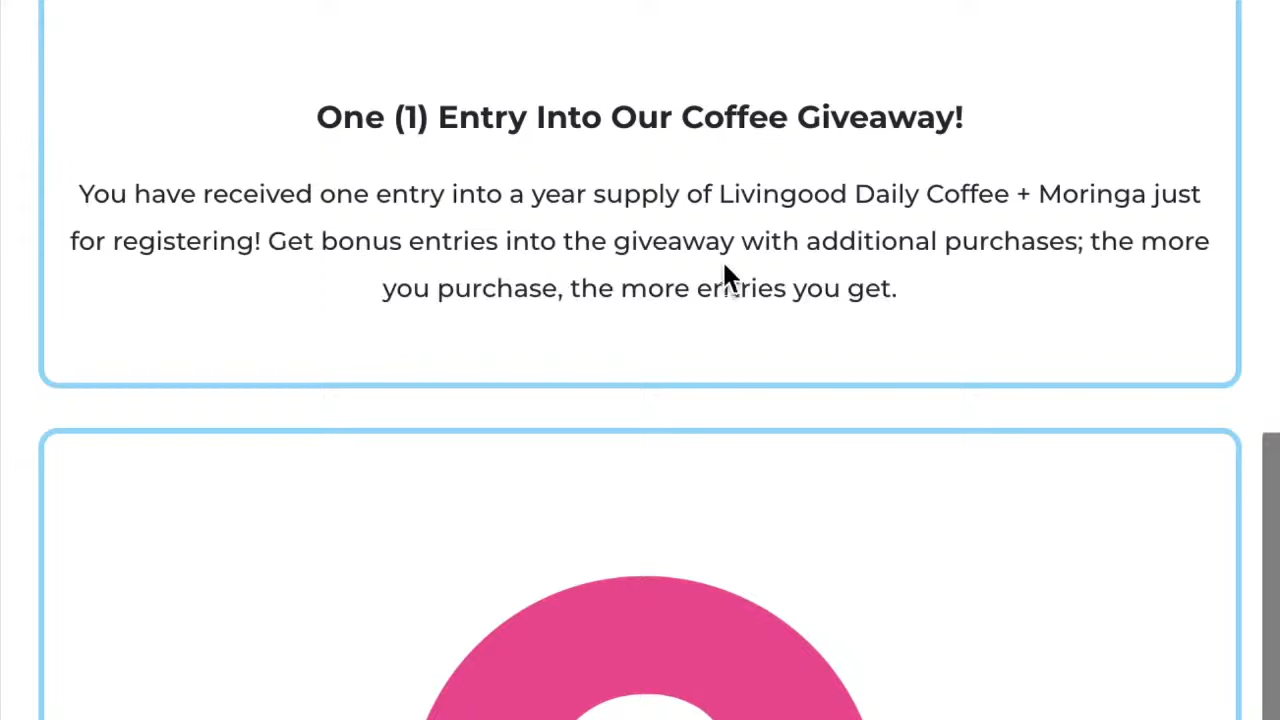 One (1) Entry Into Our Coffee Giveaway!
You have received one entry into a year supply of Livingood Daily Coffee + Moringa just
for registering! Get bonus entries into the giveaway with additional purchases; the more
you purchase, the more entries you get.